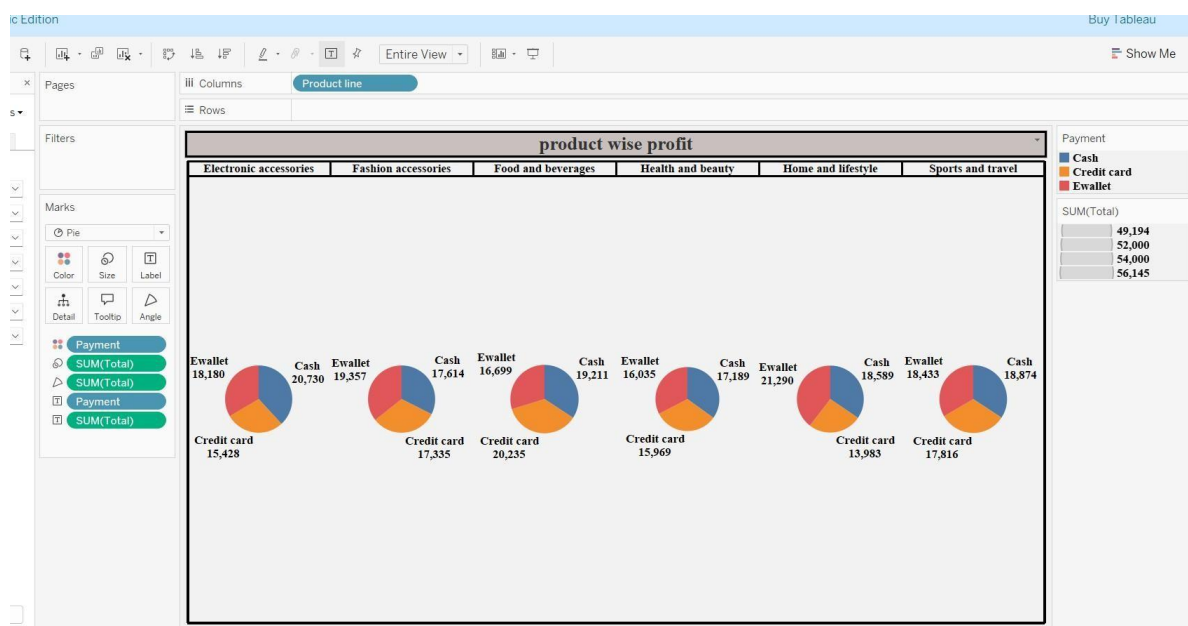 ic Edition
Buy Tableau
Entire View
Show Me
Pages
Columns
Product line
Rows
Filters
Marks
Pie
Color
Size
Label
Detail
Tooltip
Angle
Payment
SUM(Total)
SUM(Total)
Payment
SUM(Total)
product wise profit
Electronic accessories Fashion accessories Food and beverages Health and beauty Home and lifestyle Sports and travel
Ewallet
18,180
Cash
20,730
Credit card
15,428
Ewallet
19,357
Cash
17,614
Credit card
17,335
Ewallet
16,699
Cash
19,211
Credit card
20,235
Ewallet
16,035
Cash
17,189
Credit card
15,969
Ewallet
21,290
Cash
18,589
Credit card
13,983
Ewallet
18,433
Cash
18,874
Credit card
17,816
Payment
Cash
Credit card
Ewallet
SUM(Total)
49,194
52,000
54,000
56,145